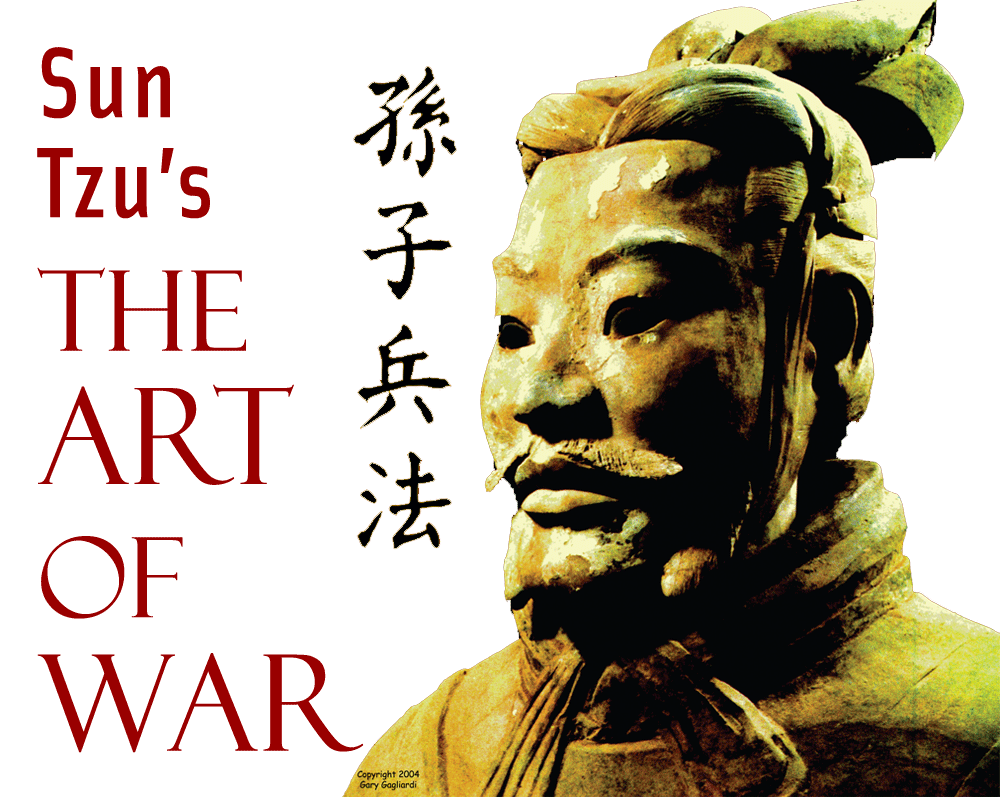 Sun
Tzu's
THE
ART
OF
WAR
孫子兵法
Copyright 2004
Gary Gagliardi